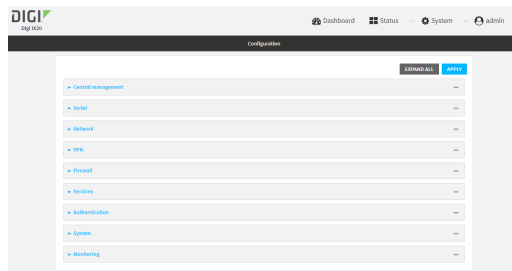 DIGI
Digi IX20
Dashboard
Status
System
admin
Configuration
EXPAND ALL
APPLY
Central management
Serial
Network
VPN
Firewall
Services
Authentication
System
Monitoring